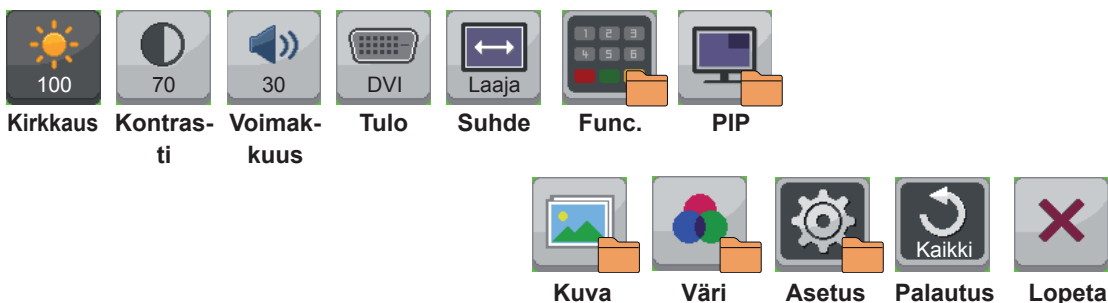 100 70 30 DVI Laaja 1 2 3
4 5 6
Kirkkaus Kontras-
ti Voimak-
kuus Tulo Suhde Func. PIP
Kaikki
Kuva Väri Asetus Palautus Lopeta